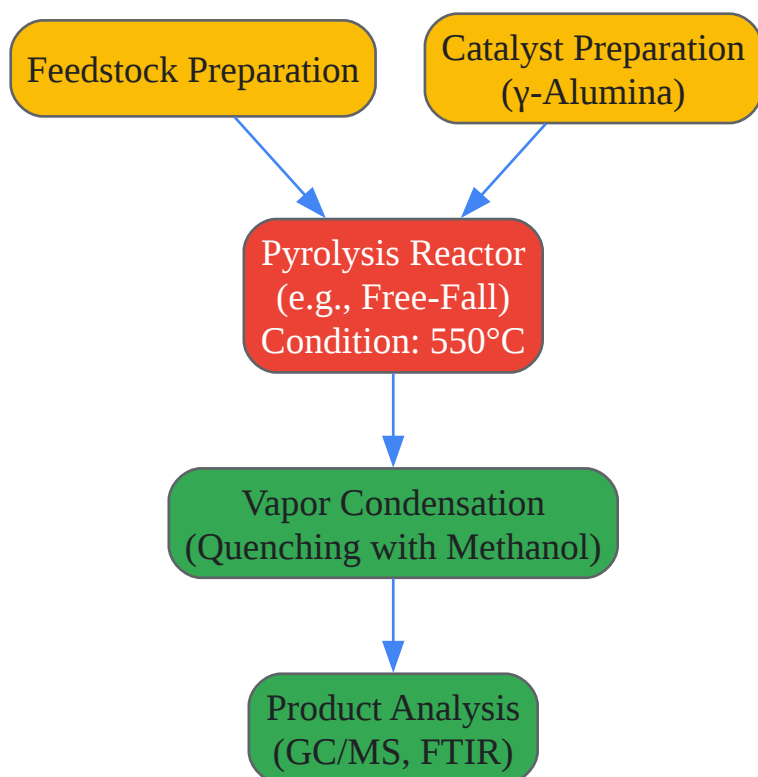 Feedstock Preparation
Catalyst Preparation
(γ-Alumina)
Pyrolysis Reactor
(e.g., Free-Fall)
Condition: 550°C
Vapor Condensation
(Quenching with Methanol)
Product Analysis
(GC/MS, FTIR)